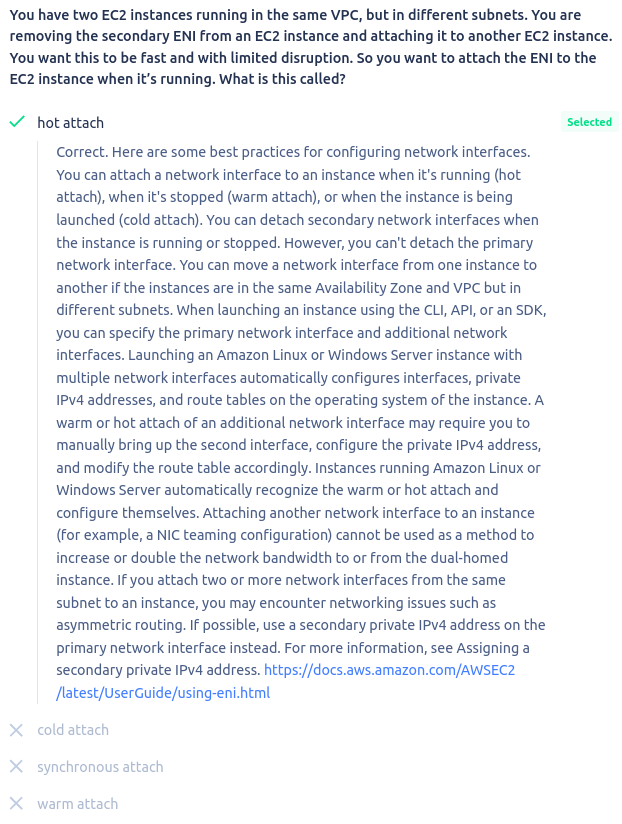 You have two EC2 instances running in the same VPC, but in different subnets. You are
removing the secondary ENI from an EC2 instance and attaching it to another EC2 instance.
You want this to be fast and with limited disruption. So you want to attach the ENI to the
EC2 instance when it’s running. What is this called?
hot attach
Selected
Correct. Here are some best practices for configuring network interfaces.
You can attach a network interface to an instance when it's running (hot
attach), when it's stopped (warm attach), or when the instance is being
launched (cold attach). You can detach secondary network interfaces when
the instance is running or stopped. However, you can't detach the primary
network interface. You can move a network interface from one instance to
another if the instances are in the same Availability Zone and VPC but in
different subnets. When launching an instance using the CLI, API, or an SDK,
you can specify the primary network interface and additional network
interfaces. Launching an Amazon Linux or Windows Server instance with
multiple network interfaces automatically configures interfaces, private
IPv4 addresses, and route tables on the operating system of the instance. A
warm or hot attach of an additional network interface may require you to
manually bring up the second interface, configure the private IPv4 address,
and modify the route table accordingly. Instances running Amazon Linux or
Windows Server automatically recognize the warm or hot attach and
configure themselves. Attaching another network interface to an instance
(for example, a NIC teaming configuration) cannot be used as a method to
increase or double the network bandwidth to or from the dual-homed
instance. If you attach two or more network interfaces from the same
subnet to an instance, you may encounter networking issues such as
asymmetric routing. If possible, use a secondary private IPv4 address on the
primary network interface instead. For more information, see Assigning a
secondary private IPv4 address. https://docs.aws.amazon.com/AWSEC2
/latest/UserGuide/using-eni.html
cold attach
synchronous attach
warm attach